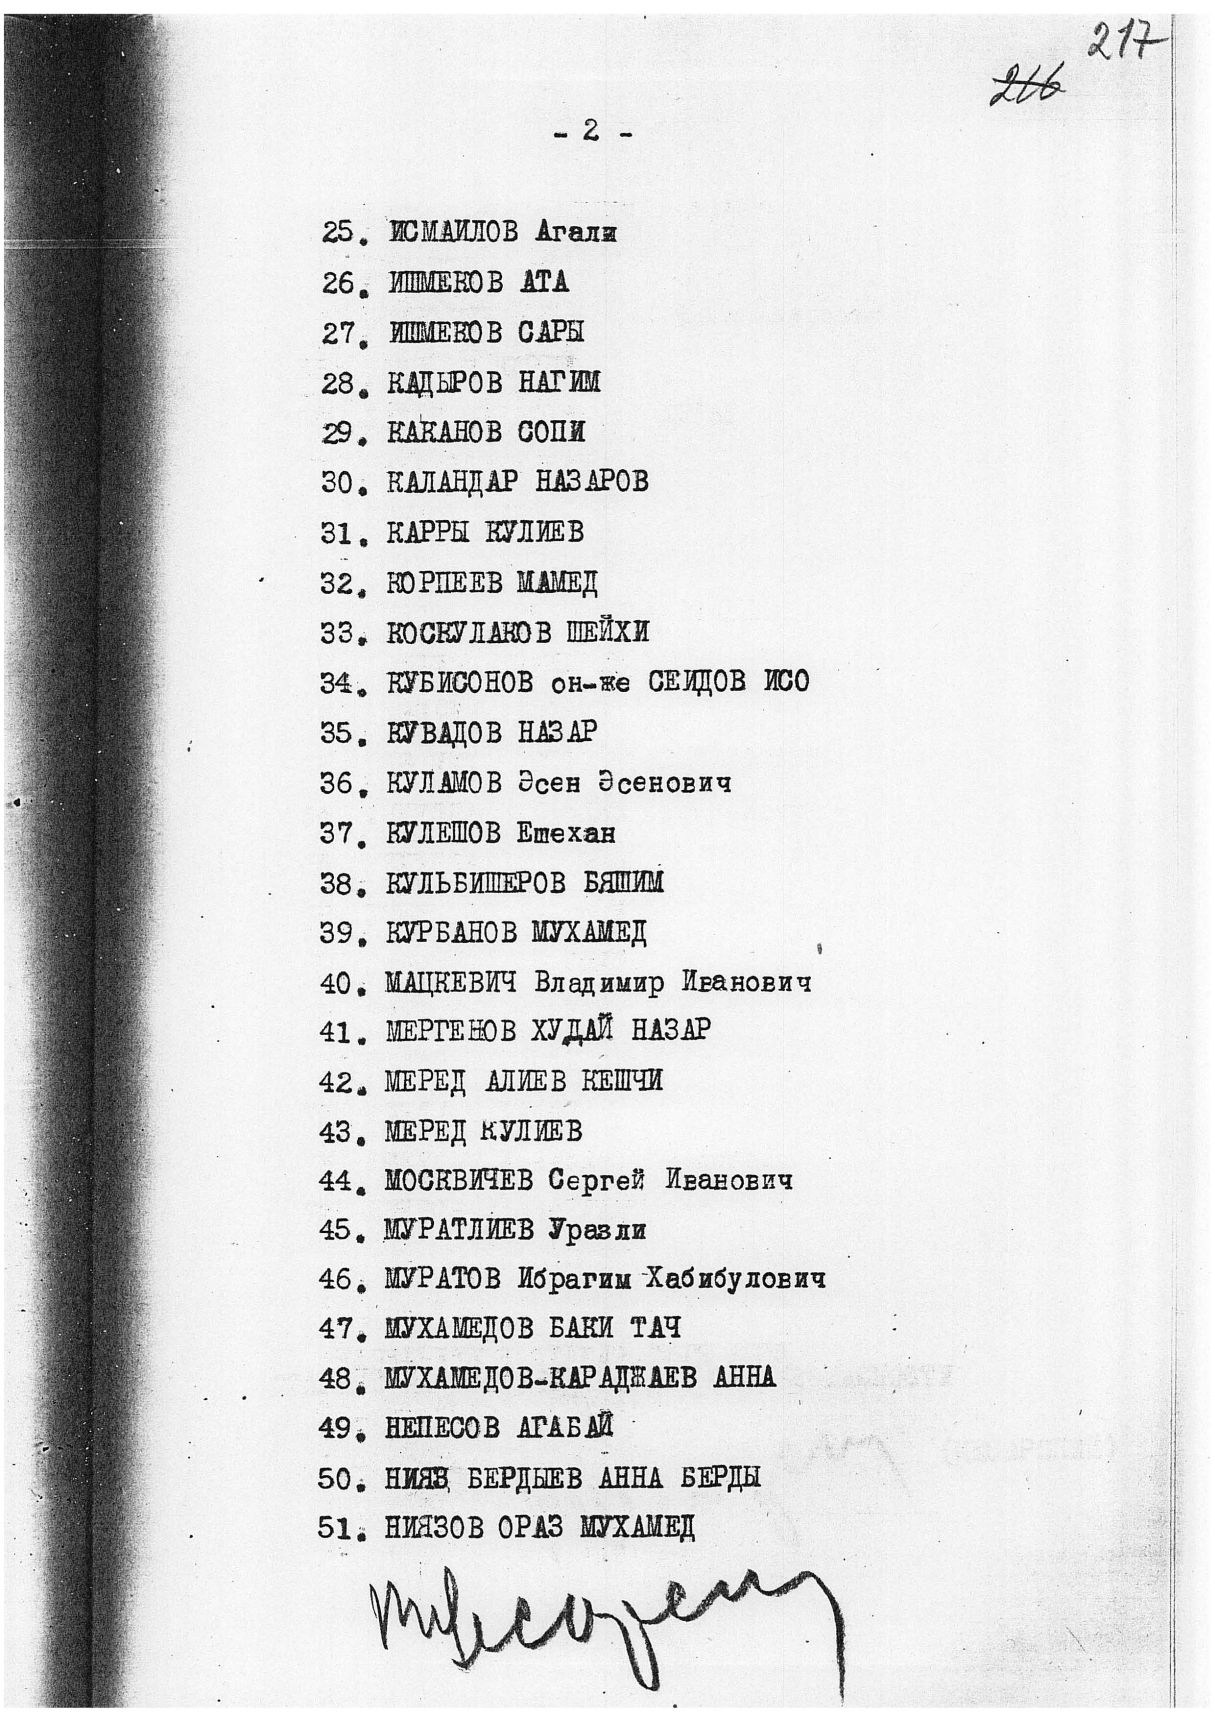 217
216
- 2 -
25. ИСМАИЛОВ Агали
26. ИШМЕКОВ АТА
27. ИШМЕКОВ САРЫ
28. КАДЫРОВ НАГИМ
29. КАКАНОВ СОПИ
30. КАЛАНДАР НАЗАРОВ
31. КАРРЫ КУЛИЕВ
32. КОРПЕЕВ МАМЕД
33. КОСКУЛАКОВ ШЕЙХИ
34. КУБИСОНОВ он-же СЕИДОВ ИСО
35. КУВАДОВ НАЗАР
36. КУЛАМОВ Эсен Эсенович
37. КУЛЕШОВ Ешехан
38. КУЛЬБИШЕРОВ БЯШИМ
39. КУРБАНОВ МУХАМЕД
40. МАЦКЕВИЧ Владимир Иванович
41. МЕРГЕНОВ ХУДАЙ НАЗАР
42. МЕРЕД АЛИЕВ КЕШЧИ
43. МЕРЕД КУЛИЕВ
44. МОСКВИЧЕВ Сергей Иванович
45. МУРАТЛИЕВ Уразли
46. МУРАТОВ Ибрагим Хабибулович
47. МУХАМЕДОВ БАКИ ТАЧ
48. МУХАМЕДОВ-КАРАДЖАЕВ АННА
49. НЕПЕСОВ АГАБАЙ
50. НИЯЗ БЕРДЫЕВ АННА БЕРДЫ
51. НИЯЗОВ ОРАЗ МУХАМЕД